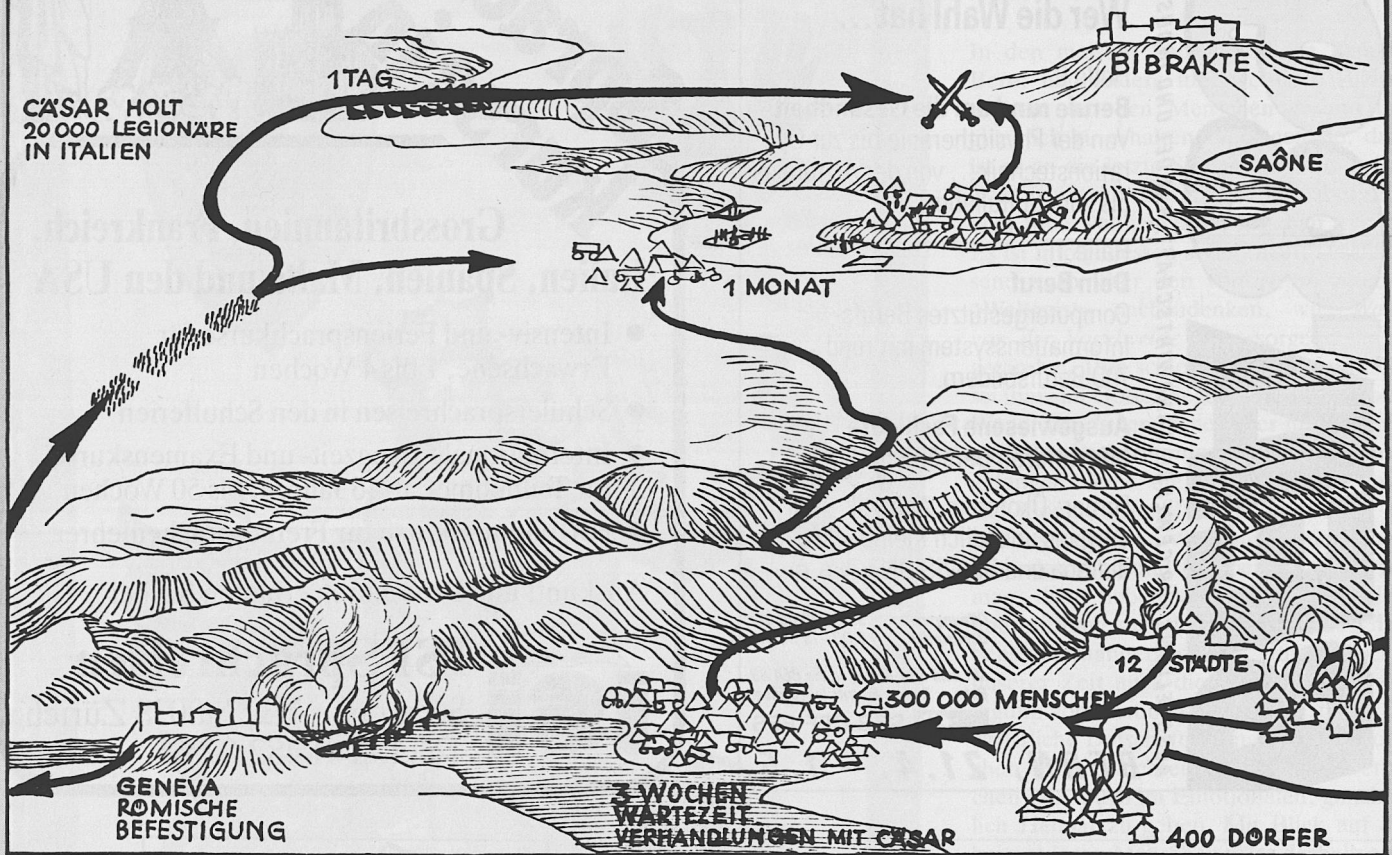 1 TAG
CÄSAR HOLT
20 000 LEGIONÄRE
IN ITALIEN
BIBRAKTE
SAÔNE
1 MONAT
12 STÄDTE
300 000 MENSCHEN
GENEVA
RÖMISCHE
BEFESTIGUNG
3 WOCHEN
WARTEZEIT
VERHANDLUNGEN MIT CÄSAR
400 DÖRFER